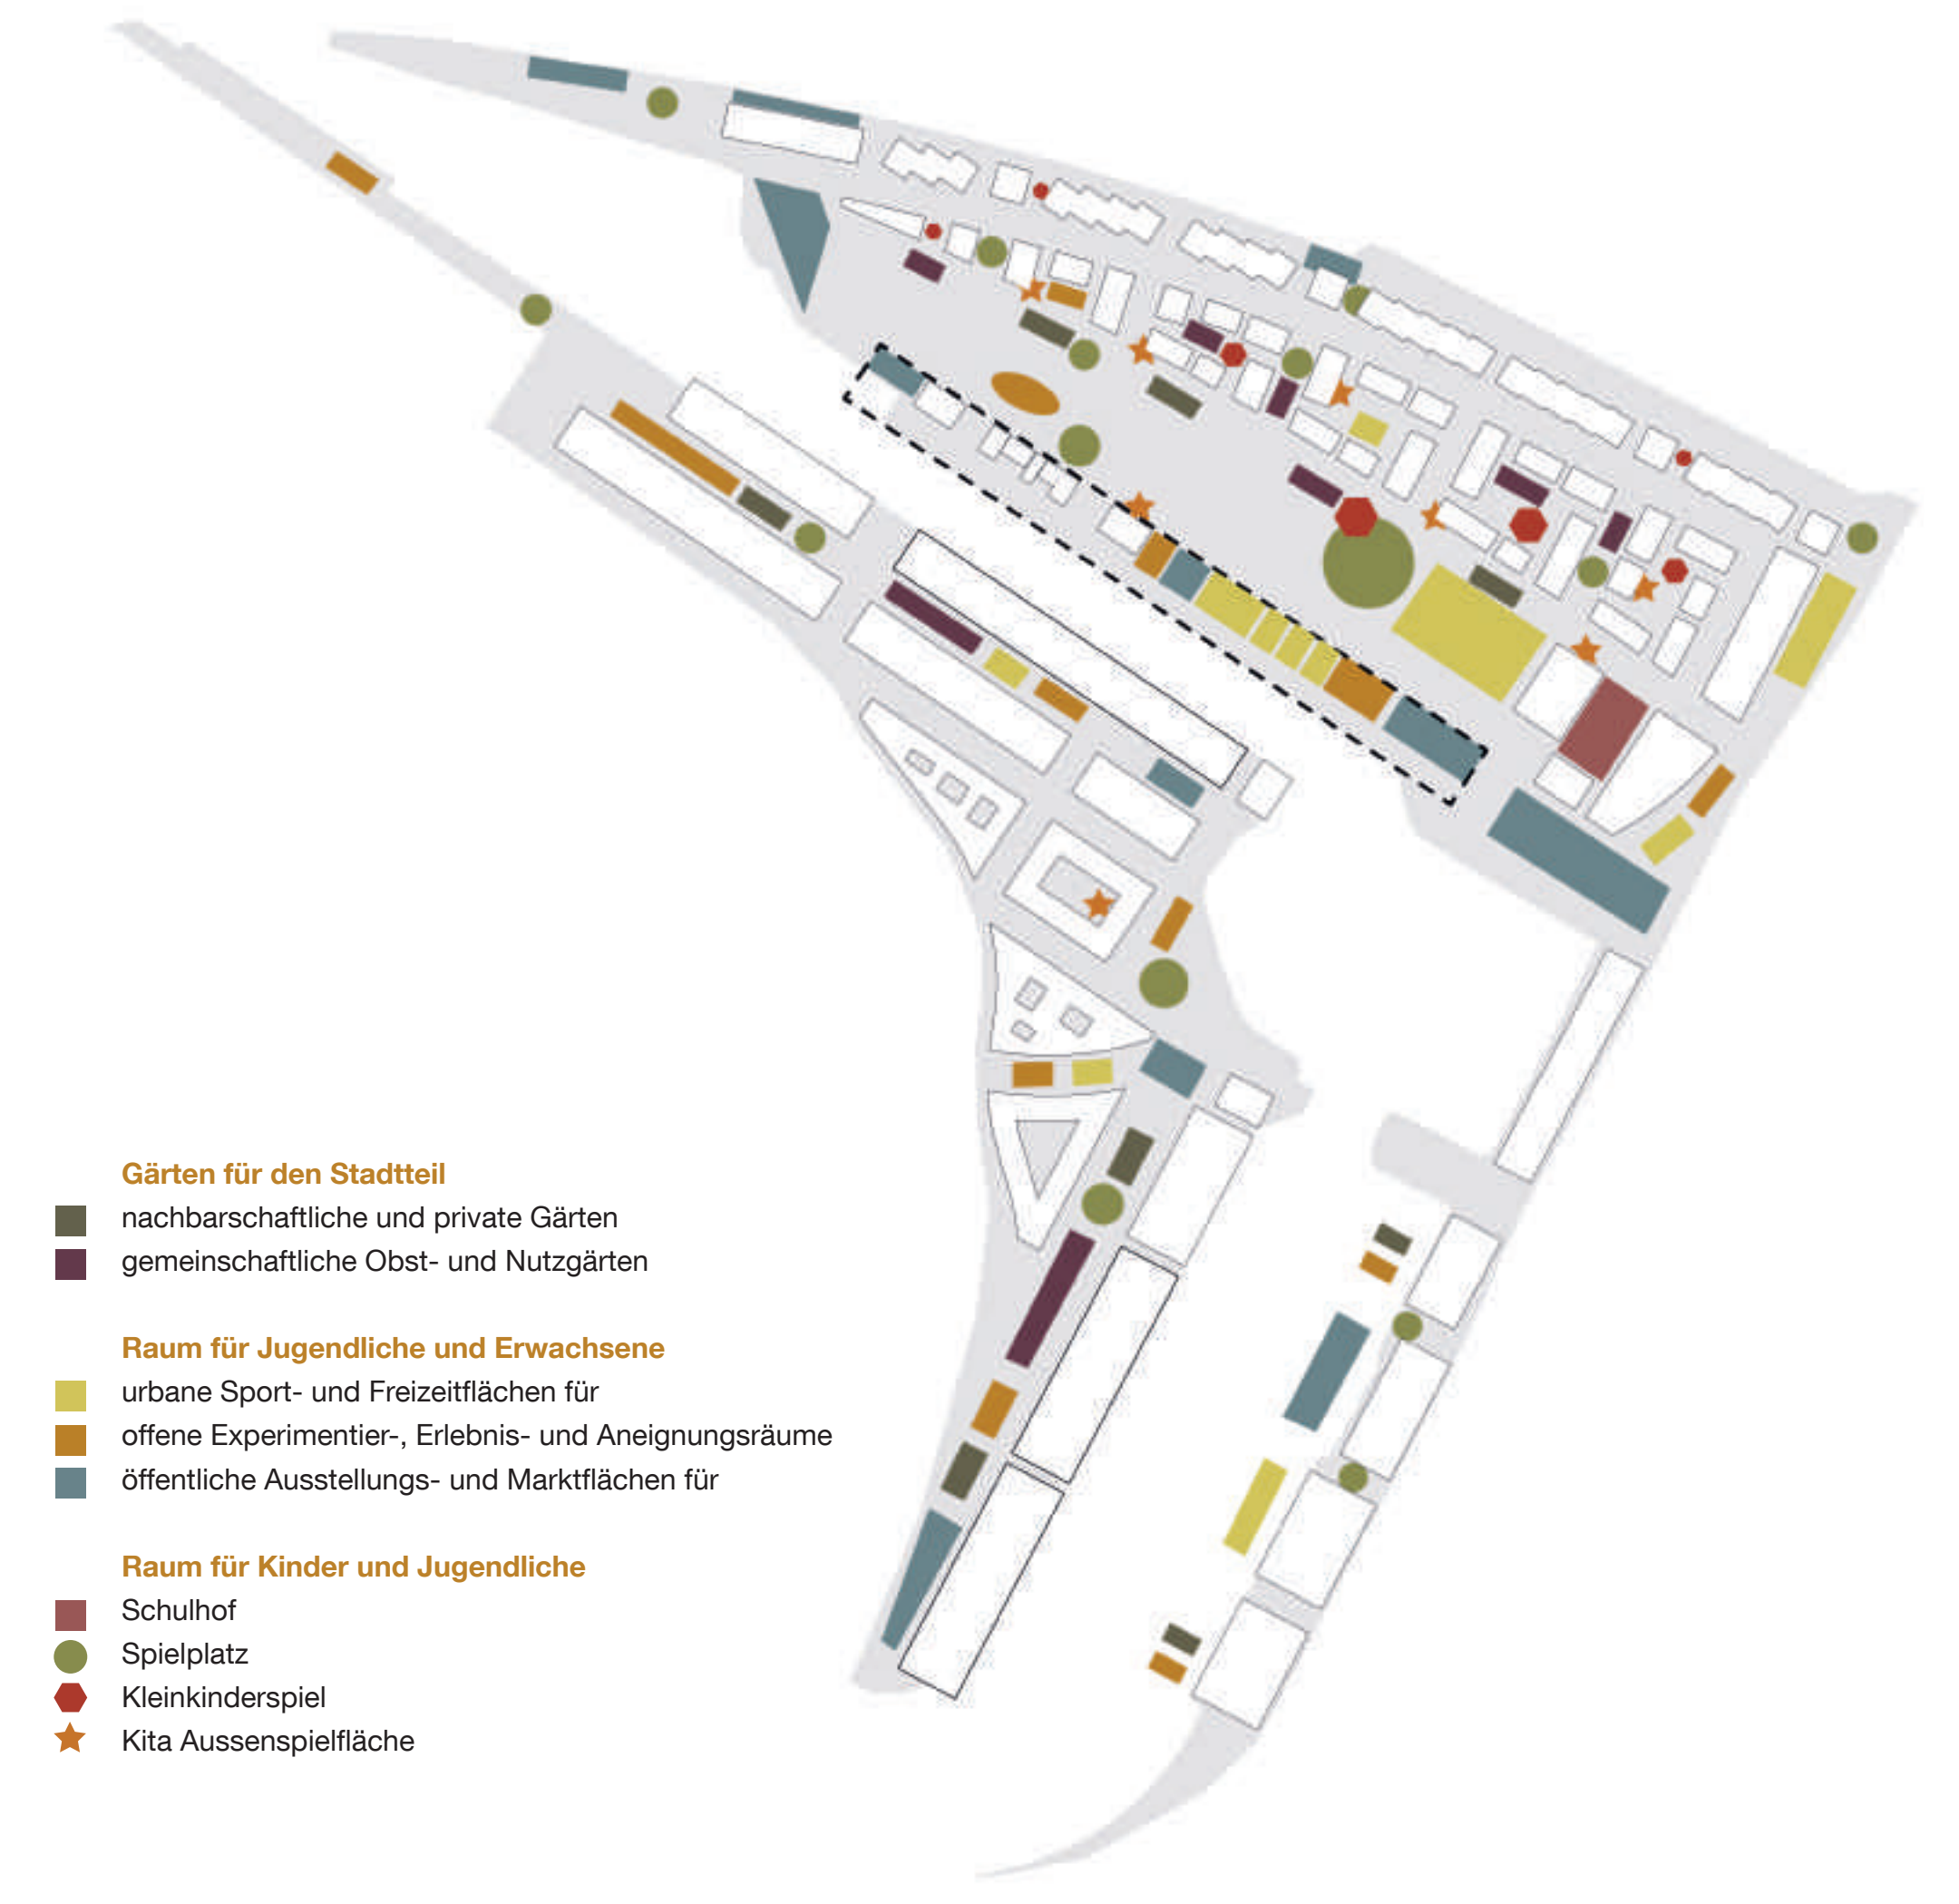 Gärten für den Stadtteil
nachbarschaftliche und private Gärten
gemeinschaftliche Obst- und Nutzgärten
Raum für Jugendliche und Erwachsene
urbane Sport- und Freizeitflächen für
offene Experimentier-, Erlebnis- und Aneignungsräume
öffentliche Ausstellungs- und Marktflächen für
Raum für Kinder und Jugendliche
Schulhof
Spielplatz
Kleinkinderspiel
Kita Aussenspielfläche